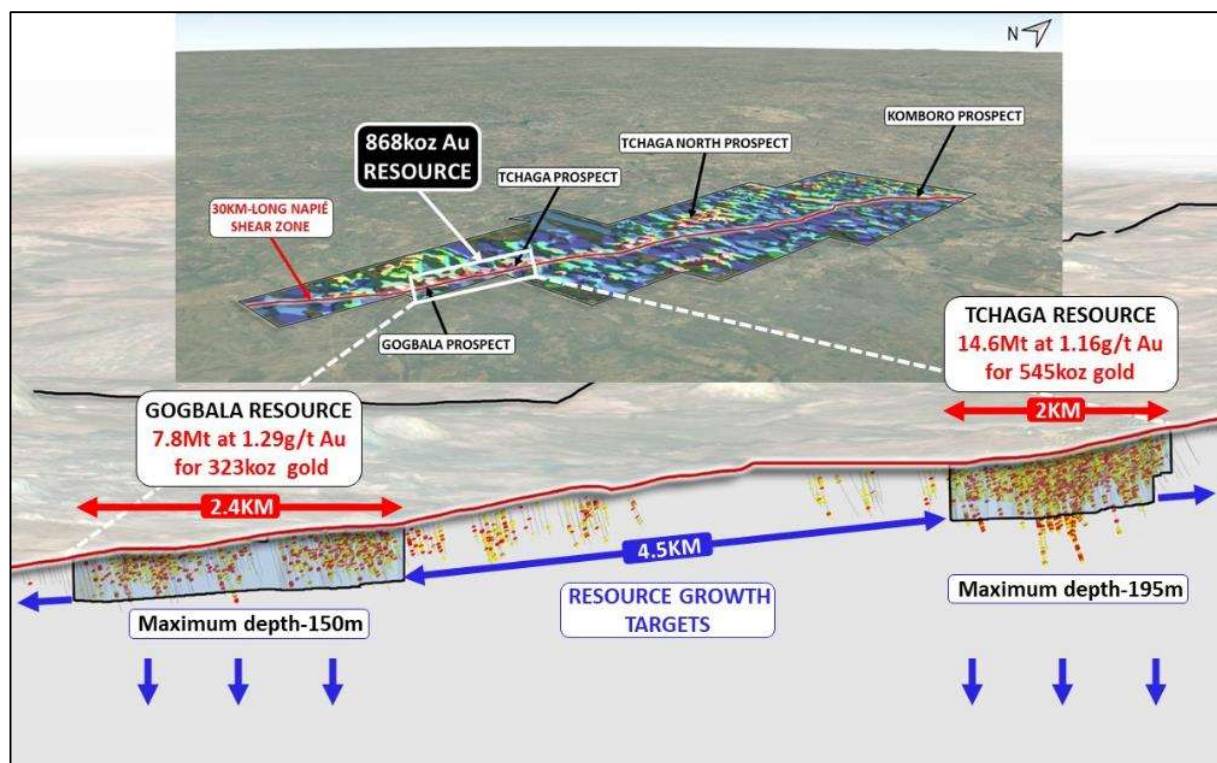 N
868koz Au
RESOURCE
TCHAGA NORTH PROSPECT
KOMBORO PROSPECT
TCHAGA PROSPECT
30KM-LONG NAPIÉ
SHEAR ZONE
GOGBALA PROSPECT
TCHAGA RESOURCE
14.6Mt at 1.16g/t Au
for 545koz gold
2KM
GOGBALA RESOURCE
7.8Mt at 1.29g/t Au
for 323koz gold
2.4KM
4.5KM
RESOURCE GROWTH
TARGETS
Maximum depth-150m
Maximum depth-195m